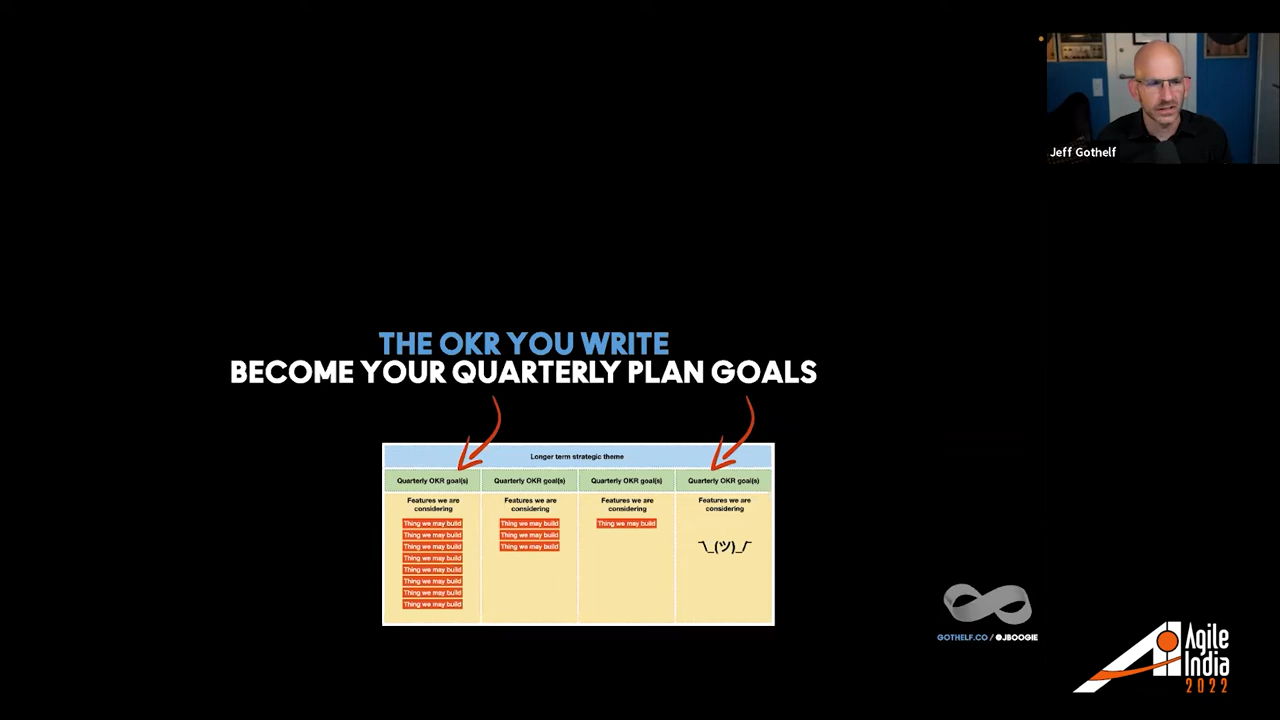 Jeff Gothelf
THE OKR YOU WRITE
BECOME YOUR QUARTERLY PLAN GOALS
Longer term strategic theme
Quarterly OKR goal(s)
Quarterly OKR goal(s)
Quarterly OKR goal(s)
Quarterly OKR goal(s)
Features we are
considering
Thing we may build
Thing we may build
Thing we may build
Thing we may build
Thing we may build
Thing we may build
Thing we may build
Thing we may build
Features we are
considering
Thing we may build
Thing we may build
Thing we may build
Features we are
considering
Thing we may build
Features we are
considering
¯\_(ツ)_/¯
GOTHELF.CO / @JBOOGIE
Agile
India
2022